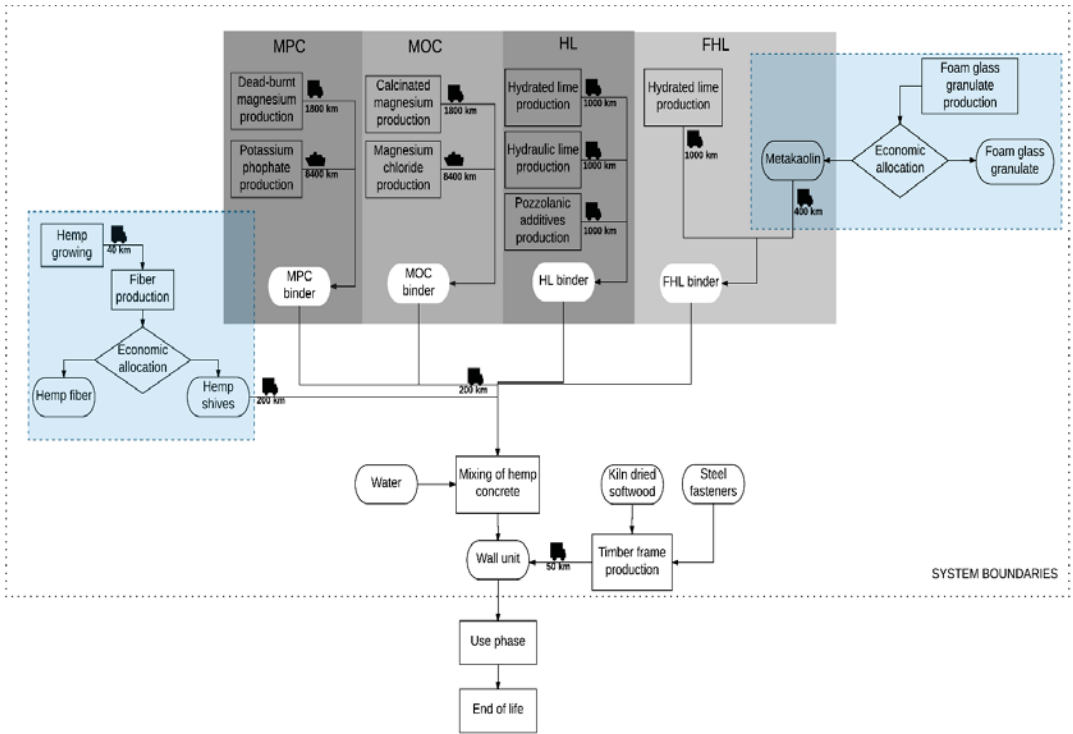 MPC
MOC
HL
FHL
Dead-burnt
magnesium
production
1800 km
Potassium
phophate
production
8400 km
MPC
binder
Calcinated
magnesium
production
1800 km
Magnesium
chloride
production
8400 km
MOC
binder
Hydrated lime
production
1000 km
Hydraulic lime
production
1000 km
Pozzolanic
additives
production
1000 km
HL binder
Hydrated lime
production
1000 km
FHL binder
Foam glass
granulate
production
Metakaolin
Economic
allocation
Foam glass
granulate
400 km
Hemp
growing
40 km
Fiber
production
Economic
allocation
Hemp fiber
Hemp
shives
200 km
200 km
Water
Mixing of hemp
concrete
Kiln dried
softwood
Steel
fasteners
Wall unit
50 km
Timber frame
production
SYSTEM BOUNDARIES
Use phase
End of life